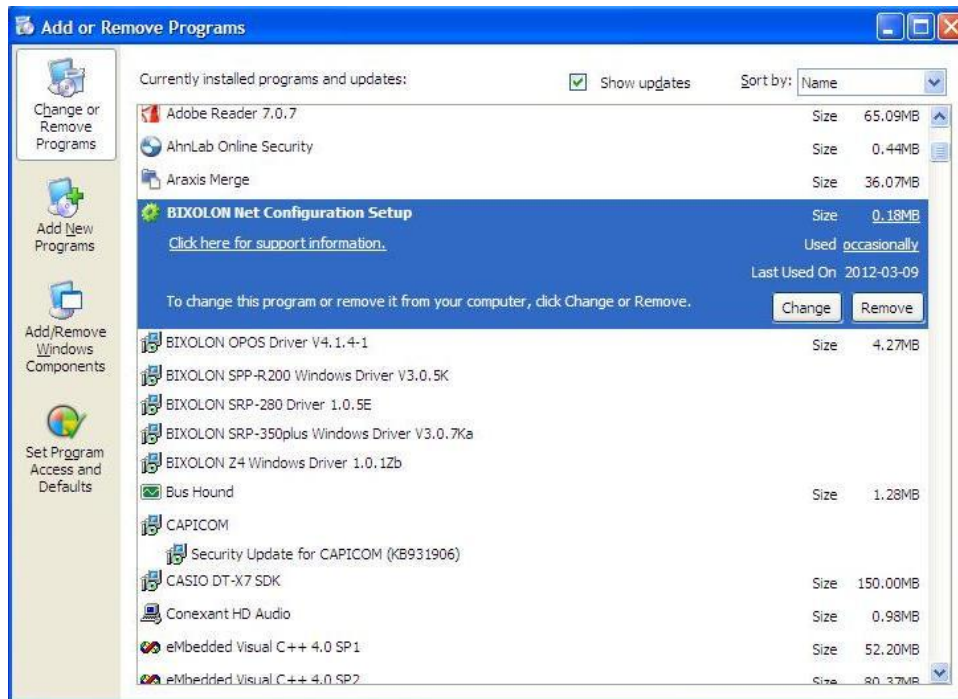 Add or Remove Programs
Change or
Remove
Programs
Add New
Programs
Add/Remove
Windows
Components
Set Program
Access and
Defaults
Currently installed programs and updates:
Show updates
Sort by: Name
Adobe Reader 7.0.7 Size 65.09MB
AhnLab Online Security Size 0.44MB
Araxis Merge Size 36.07MB
BIXOLON Net Configuration Setup Size 0.18MB
Click here for support information. Used occasionally
Last Used On 2012-03-09
To change this program or remove it from your computer, click Change or Remove. Change Remove
BIXOLON OPOS Driver V4.1.4-1 Size 4.27MB
BIXOLON SPP-R200 Windows Driver V3.0.5K
BIXOLON SRP-280 Driver 1.0.5E
BIXOLON SRP-350plus Windows Driver V3.0.7Ka
BIXOLON Z4 Windows Driver 1.0.1Zb
Bus Hound Size 1.28MB
CAPICOM
Security Update for CAPICOM (KB931906)
CASIO DT-X7 SDK Size 150.00MB
Conexant HD Audio Size 0.98MB
eMbedded Visual C++ 4.0 SP1 Size 52.20MB
eMbedded Visual C++ 4.0 SP2 Size 80.37MB